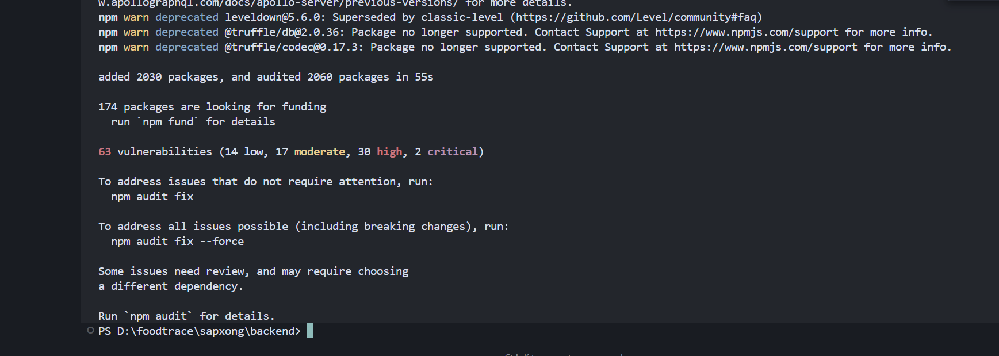 w.apollographql.com/docs/apollo-server/previous-versions/ for more details.
npm warn deprecated leveldown@5.6.0: Superseded by classic-level (https://github.com/Level/community#faq)
npm warn deprecated @truffle/db@2.0.36: Package no longer supported. Contact Support at https://www.npmjs.com/support for more info.
npm warn deprecated @truffle/codec@0.17.3: Package no longer supported. Contact Support at https://www.npmjs.com/support for more info.
added 2030 packages, and audited 2060 packages in 55s
174 packages are looking for funding
run `npm fund` for details
63 vulnerabilities (14 low, 17 moderate, 30 high, 2 critical)
To address issues that do not require attention, run:
npm audit fix
To address all issues possible (including breaking changes), run:
npm audit fix --force
Some issues need review, and may require choosing
a different dependency.
Run `npm audit` for details.
PS D:\foodtrace\sapxong\backend>